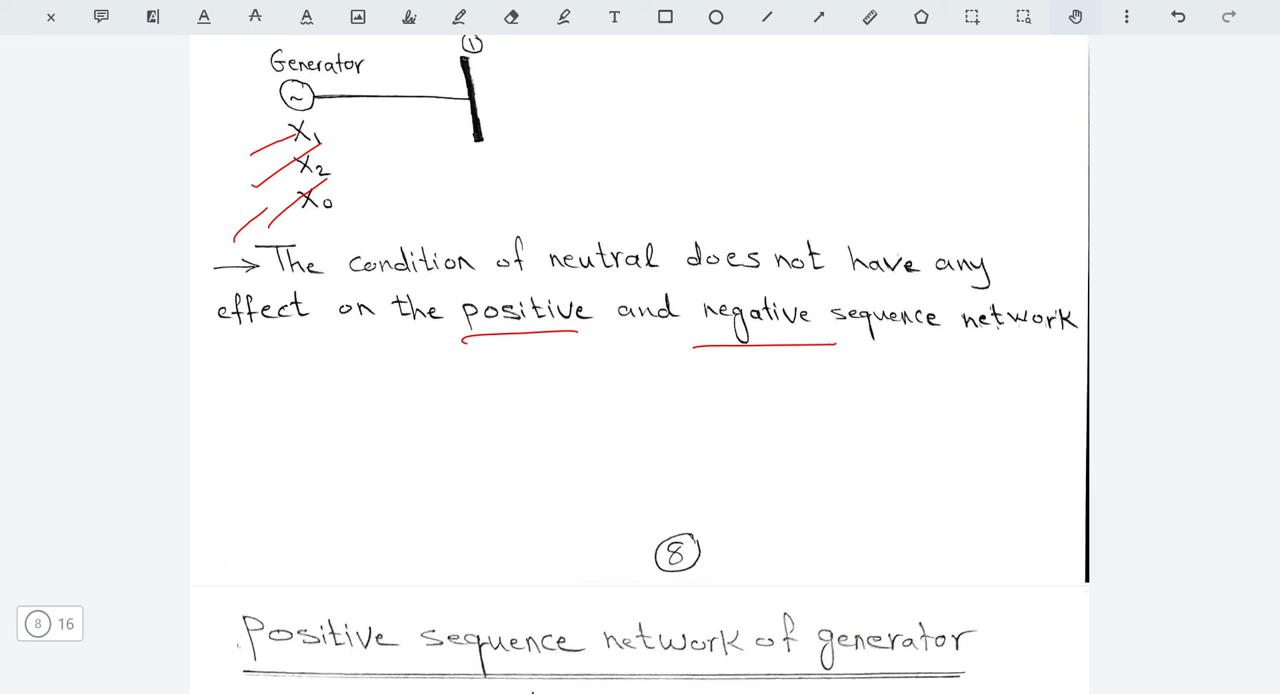 T
①
Generator
~
X₁
X₂
X₀
→ The condition of neutral does not have any
effect on the positive and negative sequence network
⑧
8 16
Positive sequence network of generator